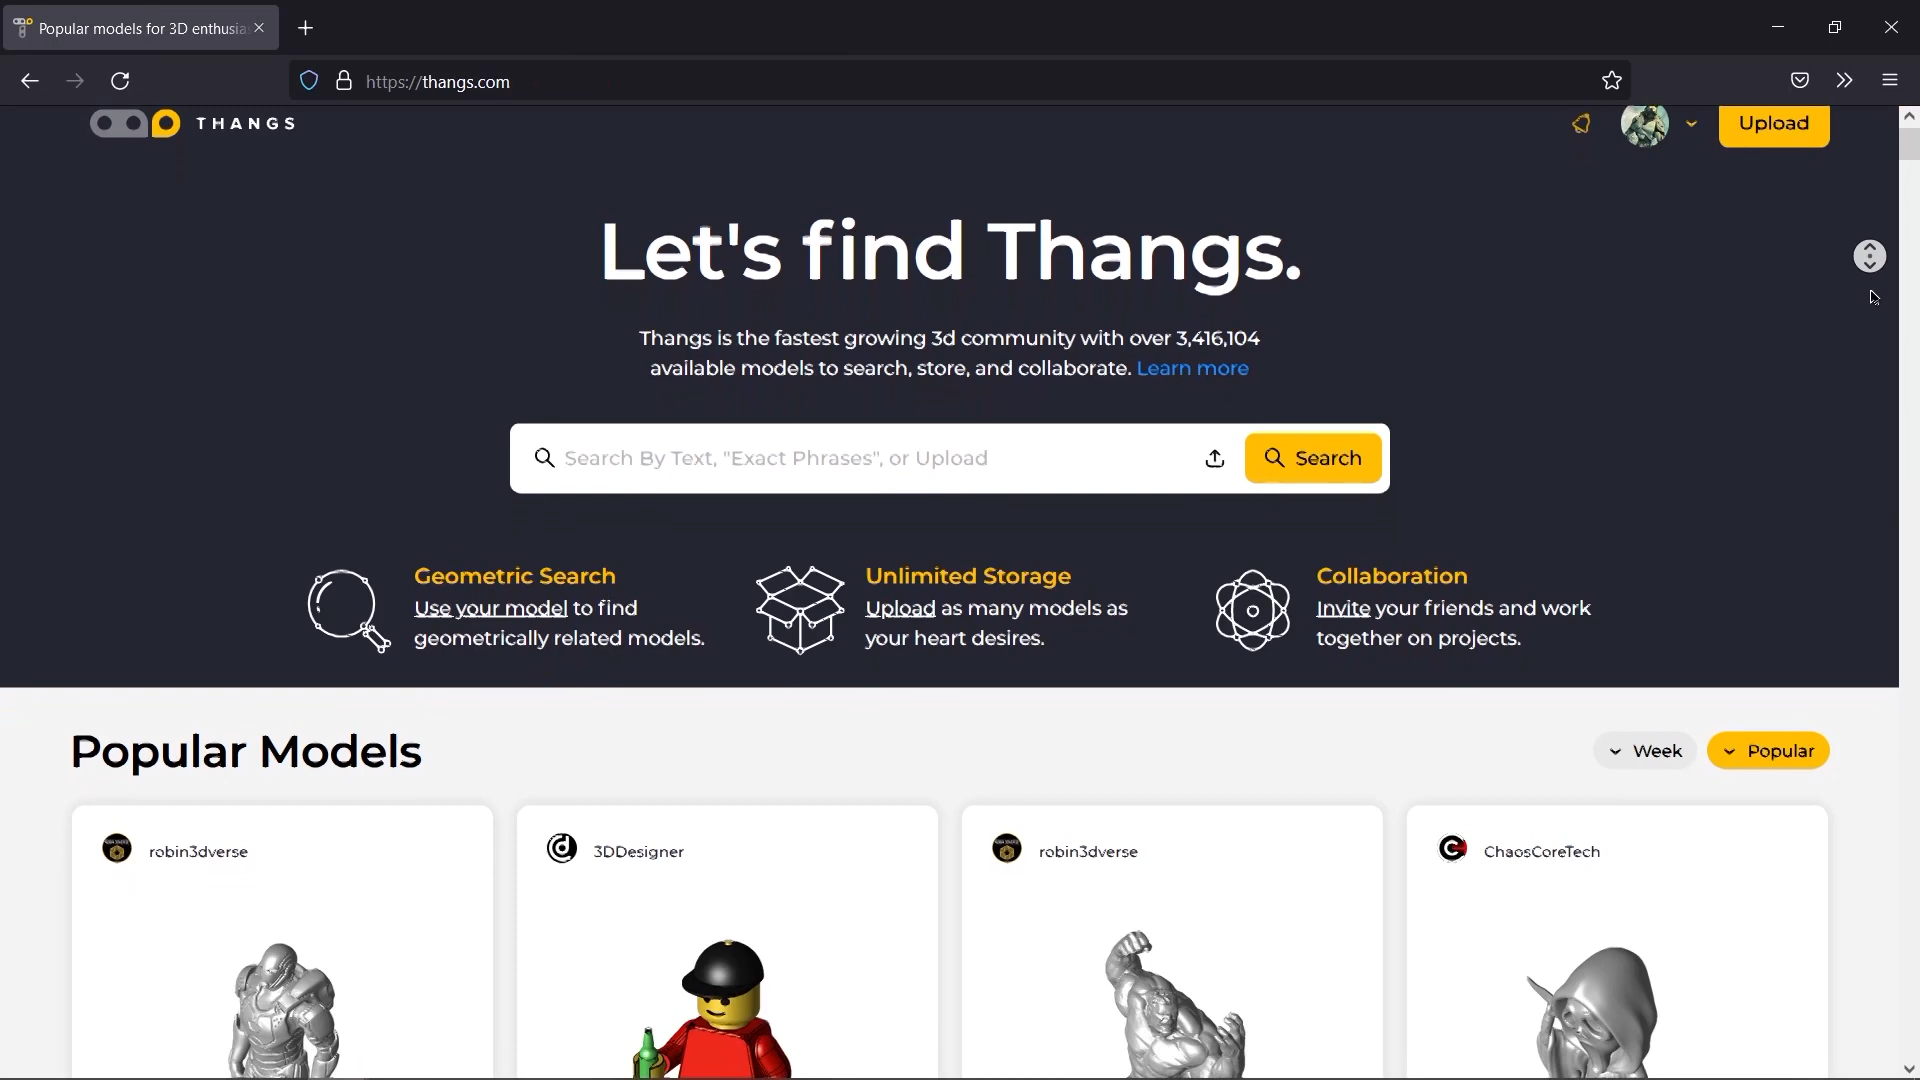 Popular models for 3D enthusia
https://thangs.com
THANGS
Upload
Let's find Thangs.
Thangs is the fastest growing 3d community with over 3,416,104
available models to search, store, and collaborate. Learn more
Search By Text, "Exact Phrases", or Upload
Search
Geometric Search
Use your model to find
geometrically related models.
Unlimited Storage
Upload as many models as
your heart desires.
Collaboration
Invite your friends and work
together on projects.
Popular Models
Week
Popular
robin3dverse
3DDesigner
robin3dverse
ChaosCoreTech